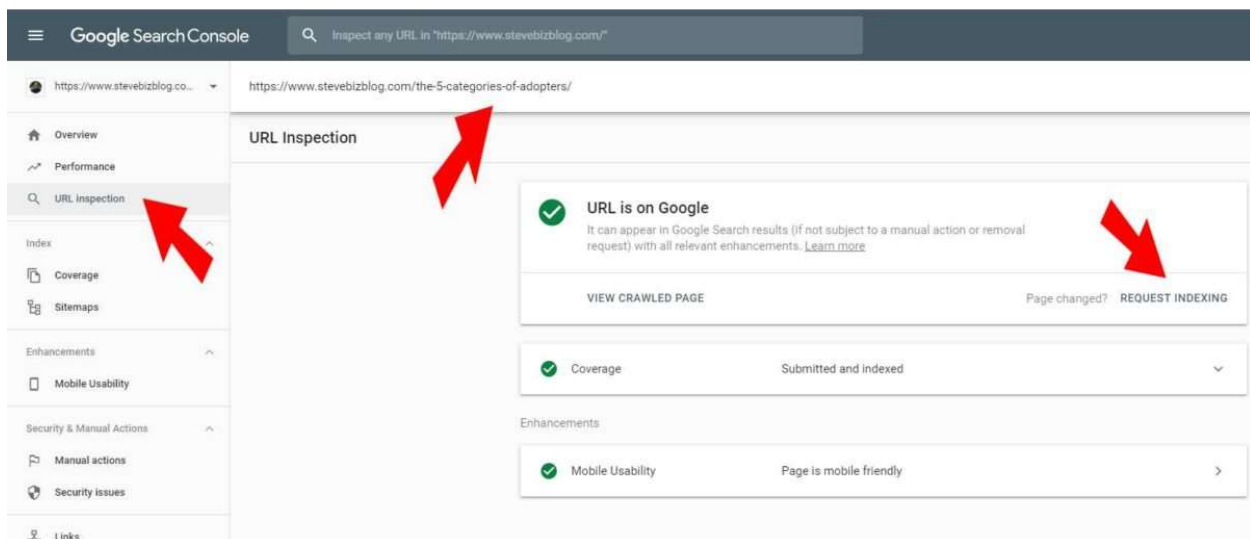 Google Search Console
Inspect any URL in "https://www.stevebizblog.com/"
https://www.stevebizblog.co...
https://www.stevebizblog.com/the-5-categories-of-adopters/
Overview
Performance
URL inspection
Index
Coverage
Sitemaps
Enhancements
Mobile Usability
Security & Manual Actions
Manual actions
Security issues
Links
URL Inspection
URL is on Google
It can appear in Google Search results (if not subject to a manual action or removal
request) with all relevant enhancements. Learn more
VIEW CRAWLED PAGE
Page changed? REQUEST INDEXING
Coverage Submitted and indexed
Enhancements
Mobile Usability Page is mobile friendly